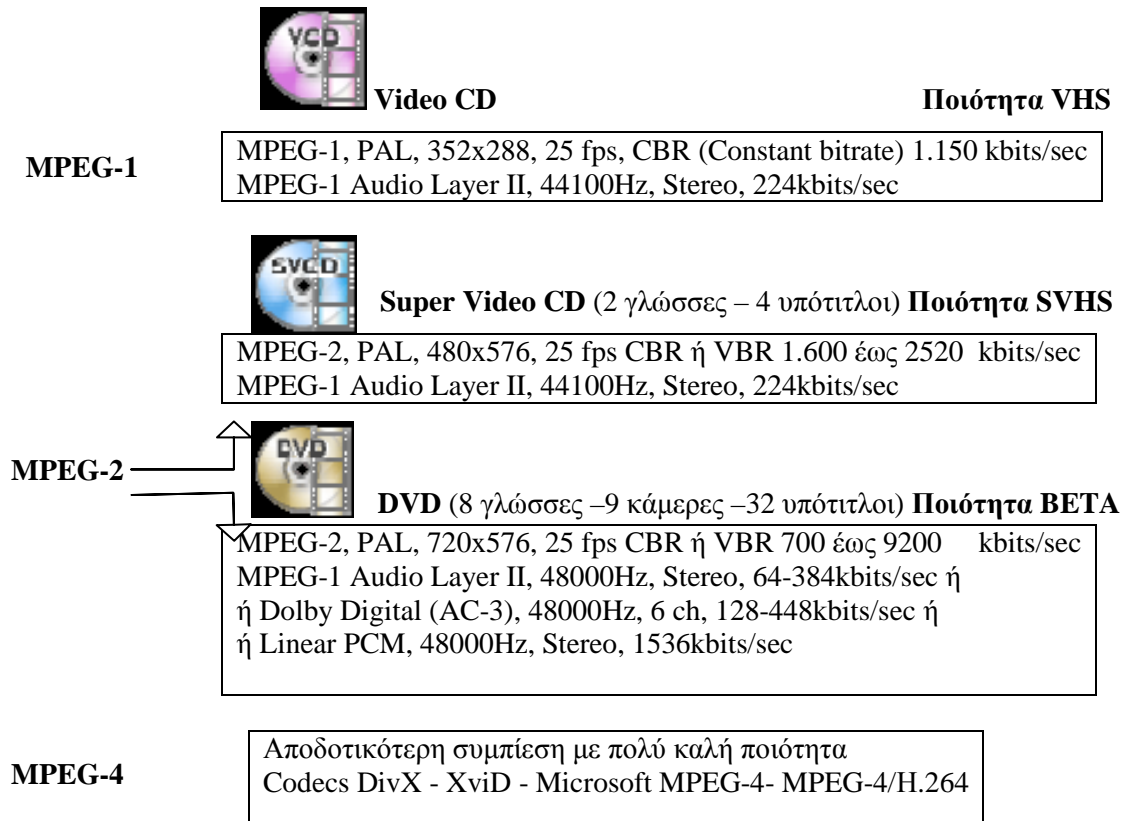 VCD
Video CD Ποιότητα VHS
MPEG-1
MPEG-1, PAL, 352x288, 25 fps, CBR (Constant bitrate) 1.150 kbits/sec
MPEG-1 Audio Layer II, 44100Hz, Stereo, 224kbits/sec
SVCD
Super Video CD (2 γλώσσες – 4 υπότιτλοι) Ποιότητα SVHS
MPEG-2, PAL, 480x576, 25 fps CBR ή VBR 1.600 έως 2520 kbits/sec
MPEG-1 Audio Layer II, 44100Hz, Stereo, 224kbits/sec
MPEG-2
DVD
DVD (8 γλώσσες –9 κάμερες –32 υπότιτλοι) Ποιότητα BETA
MPEG-2, PAL, 720x576, 25 fps CBR ή VBR 700 έως 9200 kbits/sec
MPEG-1 Audio Layer II, 48000Hz, Stereo, 64-384kbits/sec ή
ή Dolby Digital (AC-3), 48000Hz, 6 ch, 128-448kbits/sec ή
ή Linear PCM, 48000Hz, Stereo, 1536kbits/sec
MPEG-4
Αποδοτικότερη συμπίεση με πολύ καλή ποιότητα
Codecs DivX - XviD - Microsoft MPEG-4- MPEG-4/H.264